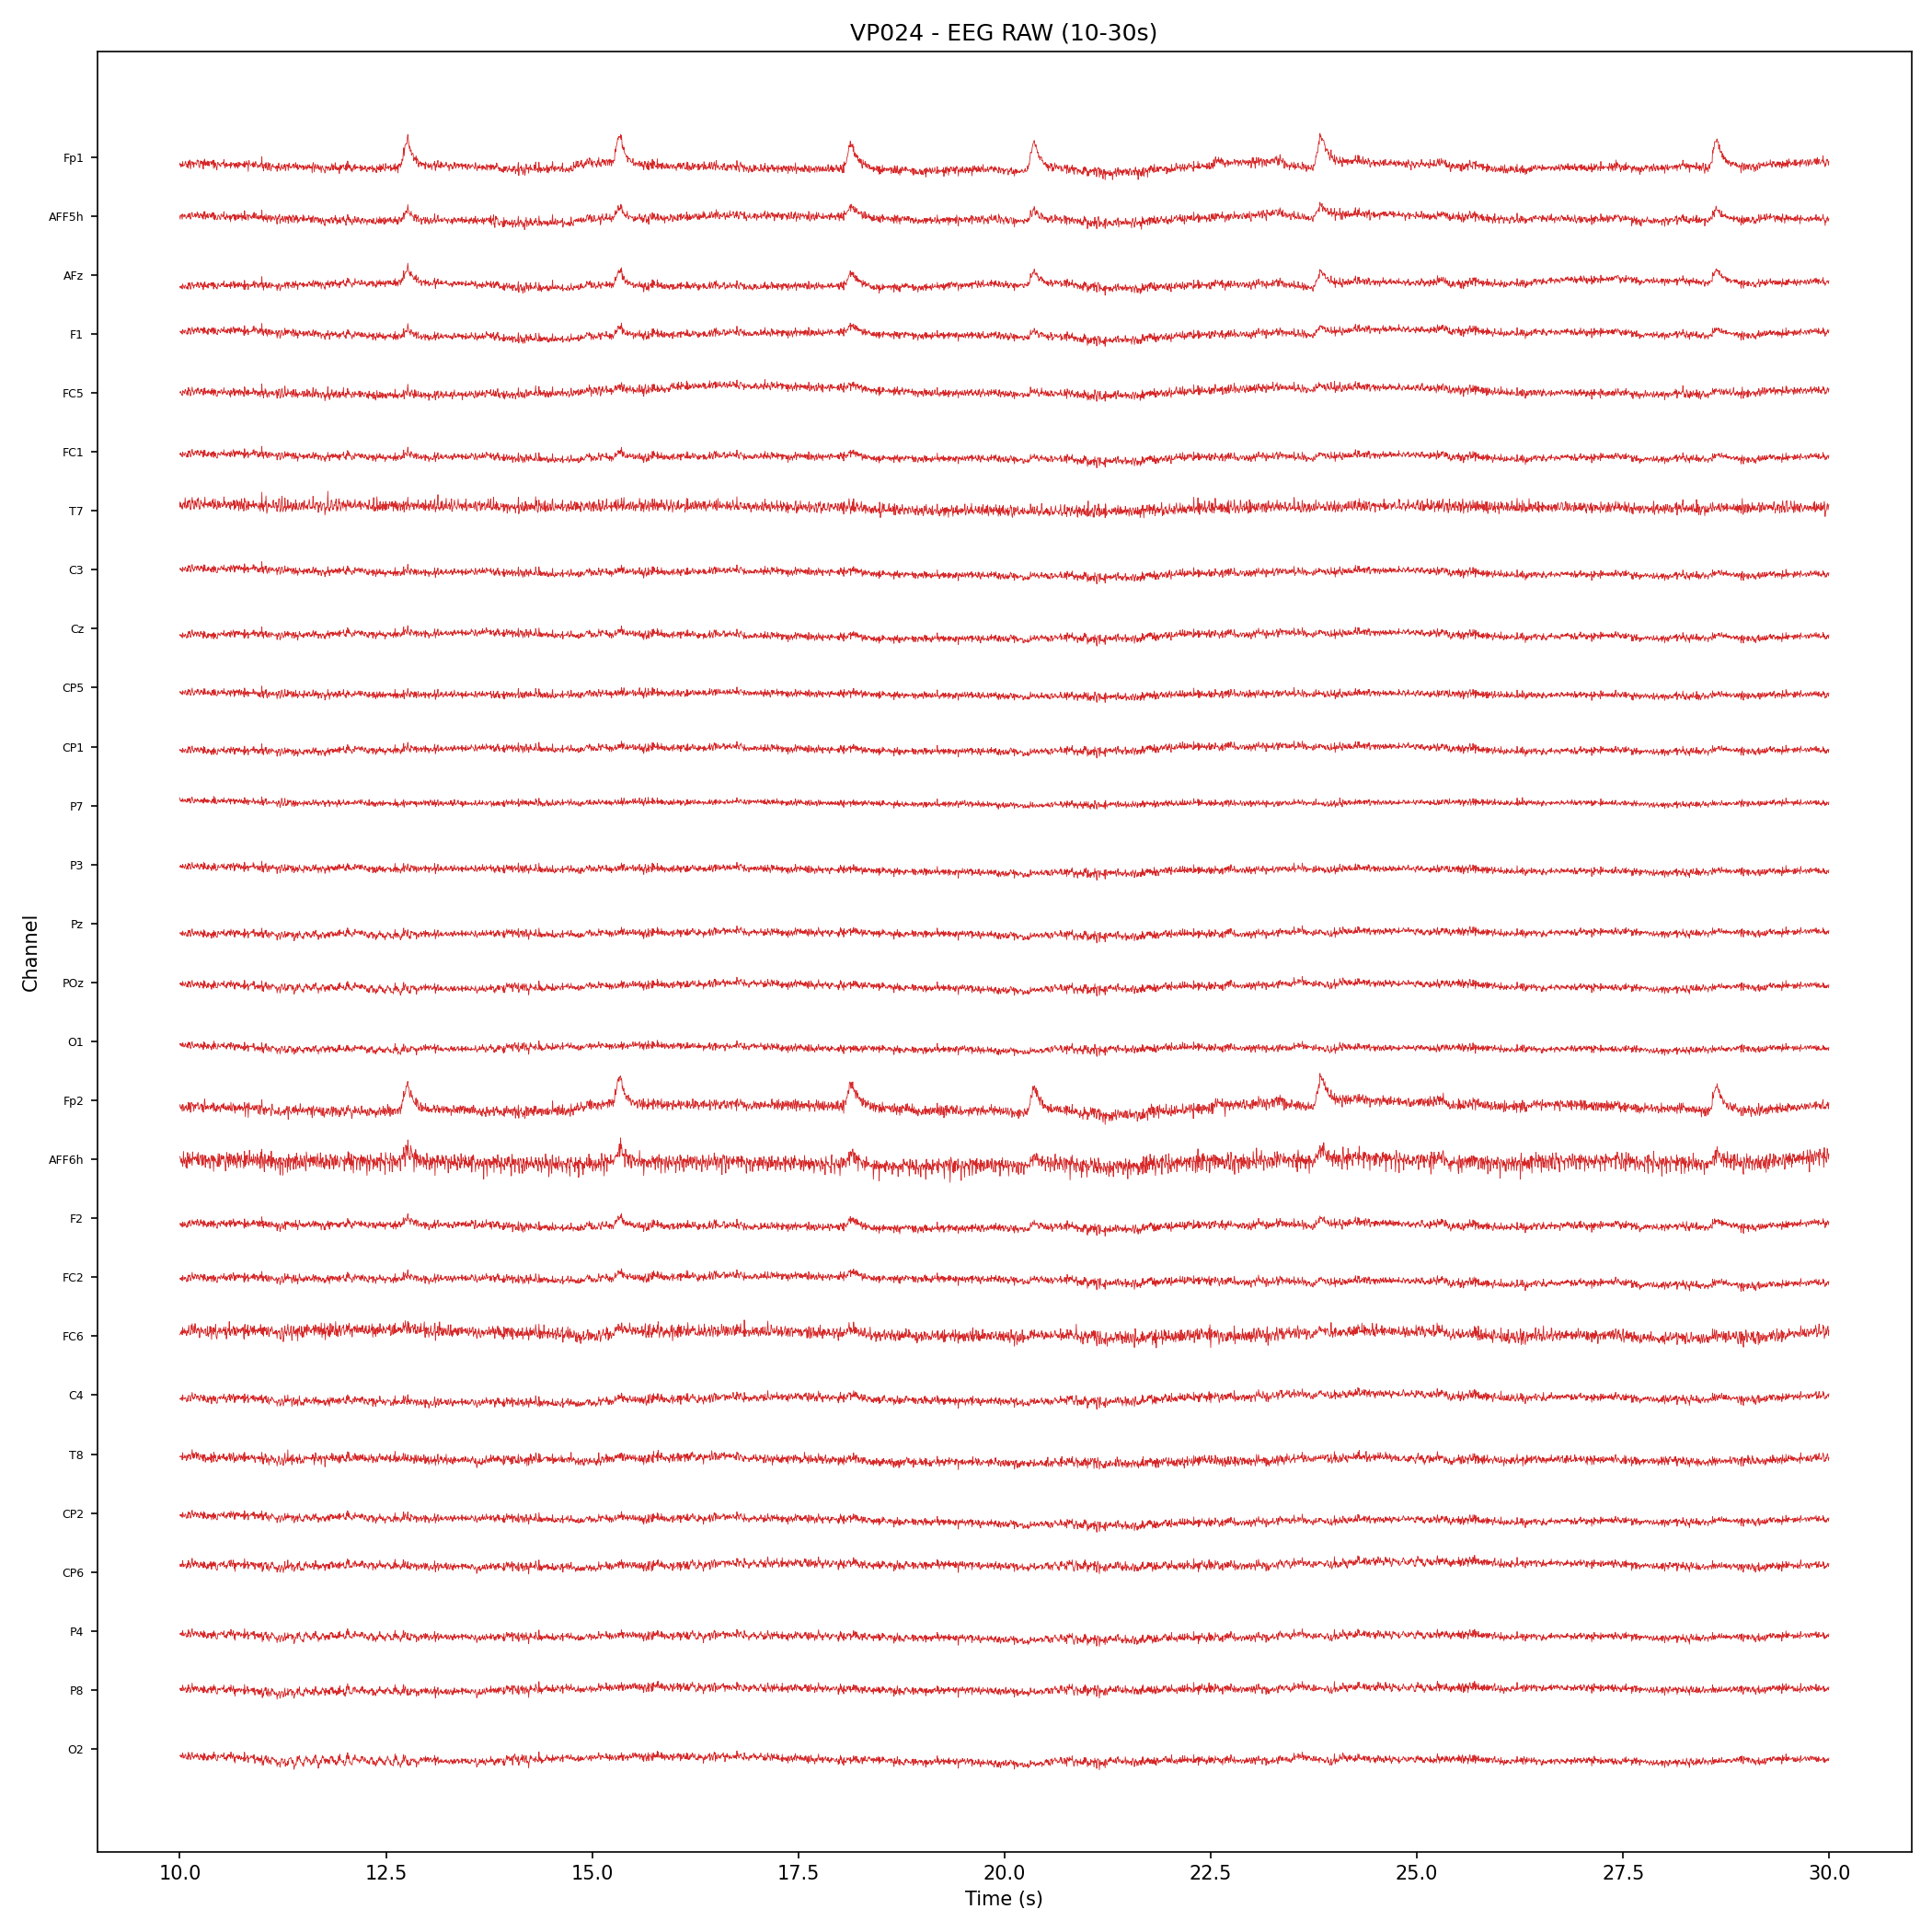 VP024 - EEG RAW (10-30s)
Fp1
AFF5h
AFz
F1
FC5
FC1
T7
C3
Cz
CP5
CP1
P7
P3
Pz
POz
O1
Fp2
AFF6h
F2
FC2
FC6
C4
T8
CP2
CP6
P4
P8
O2
Channel
10.0 12.5 15.0 17.5 20.0 22.5 25.0 27.5 30.0
Time (s)